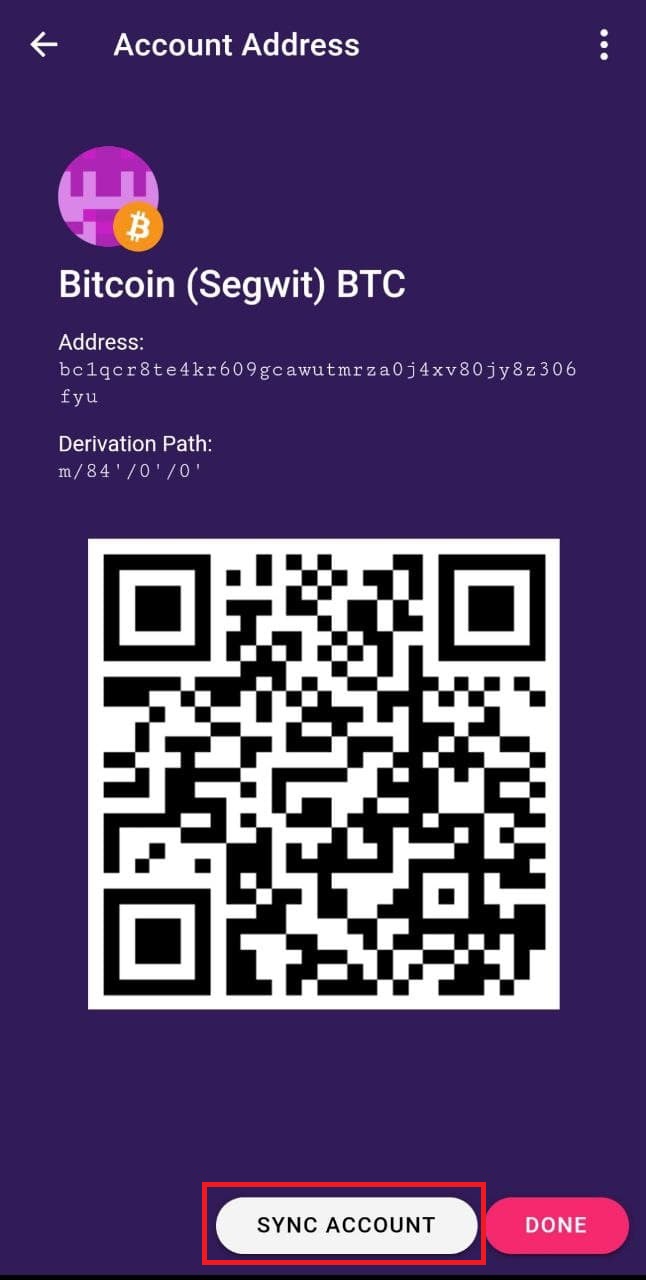 Account Address
Bitcoin (Segwit) BTC
Address:
bc1qcr8te4kr609gcawutmrza0j4xv80jy8z306
fyu
Derivation Path:
m/84'/0'/0'
SYNC ACCOUNT
DONE